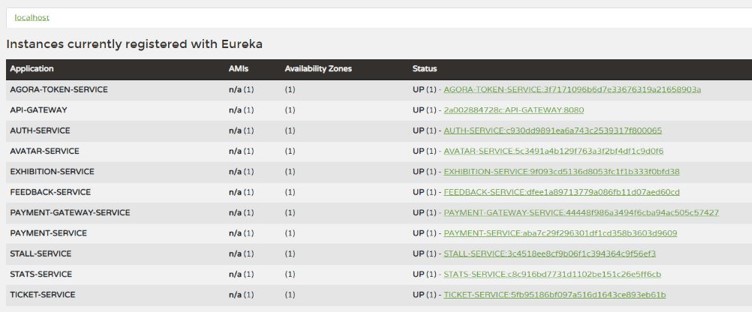 localhost
Instances currently registered with Eureka
Application AMIs Availability Zones Status
AGORA-TOKEN-SERVICE n/a (1) (1) UP (1) - AGORA-TOKEN-SERVICE:3f7171096b6d7e33676319a21658903a
API-GATEWAY n/a (1) (1) UP (1) - 2a002884728c:API-GATEWAY:8080
AUTH-SERVICE n/a (1) (1) UP (1) - AUTH-SERVICE:c930dd9891ea6a743c2539317f800065
AVATAR-SERVICE n/a (1) (1) UP (1) - AVATAR-SERVICE:5c3491a4b129f763a3f2bf4df1c9d0f6
EXHIBITION-SERVICE n/a (1) (1) UP (1) - EXHIBITION-SERVICE:9f093cd5136d8053fc1f1b333f0bfd38
FEEDBACK-SERVICE n/a (1) (1) UP (1) - FEEDBACK-SERVICE:dfee1a89713779a086fb11d07aed60cd
PAYMENT-GATEWAY-SERVICE n/a (1) (1) UP (1) - PAYMENT-GATEWAY-SERVICE:44448f986a3494f6cba94ac505c57427
PAYMENT-SERVICE n/a (1) (1) UP (1) - PAYMENT-SERVICE:aba7c29f296301df1cd358b3603d9609
STALL-SERVICE n/a (1) (1) UP (1) - STALL-SERVICE:3c4518ee8cf9b06f1c394364c9f56ef3
STATS-SERVICE n/a (1) (1) UP (1) - STATS-SERVICE:c8c916bd7731d1102be151c26e5ff6cb
TICKET-SERVICE n/a (1) (1) UP (1) - TICKET-SERVICE:5fb95186bf097a516d1643ce893eb61b